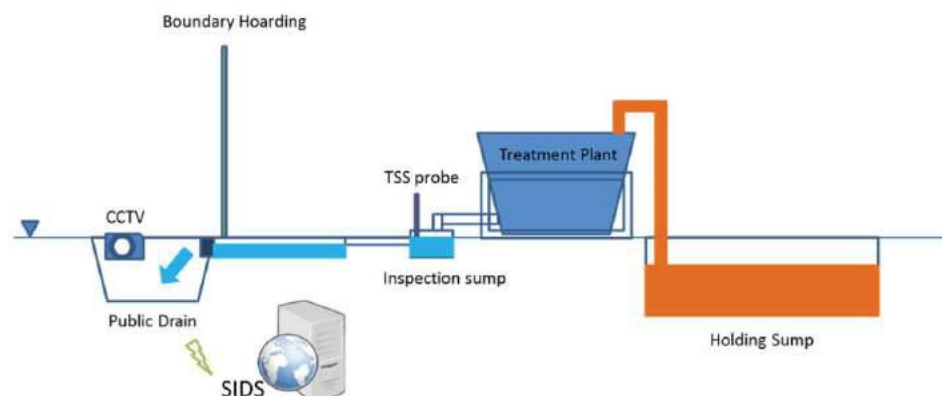 Boundary Hoarding
Treatment Plant
TSS probe
CCTV
Inspection sump
Public Drain
Holding Sump
SIDS